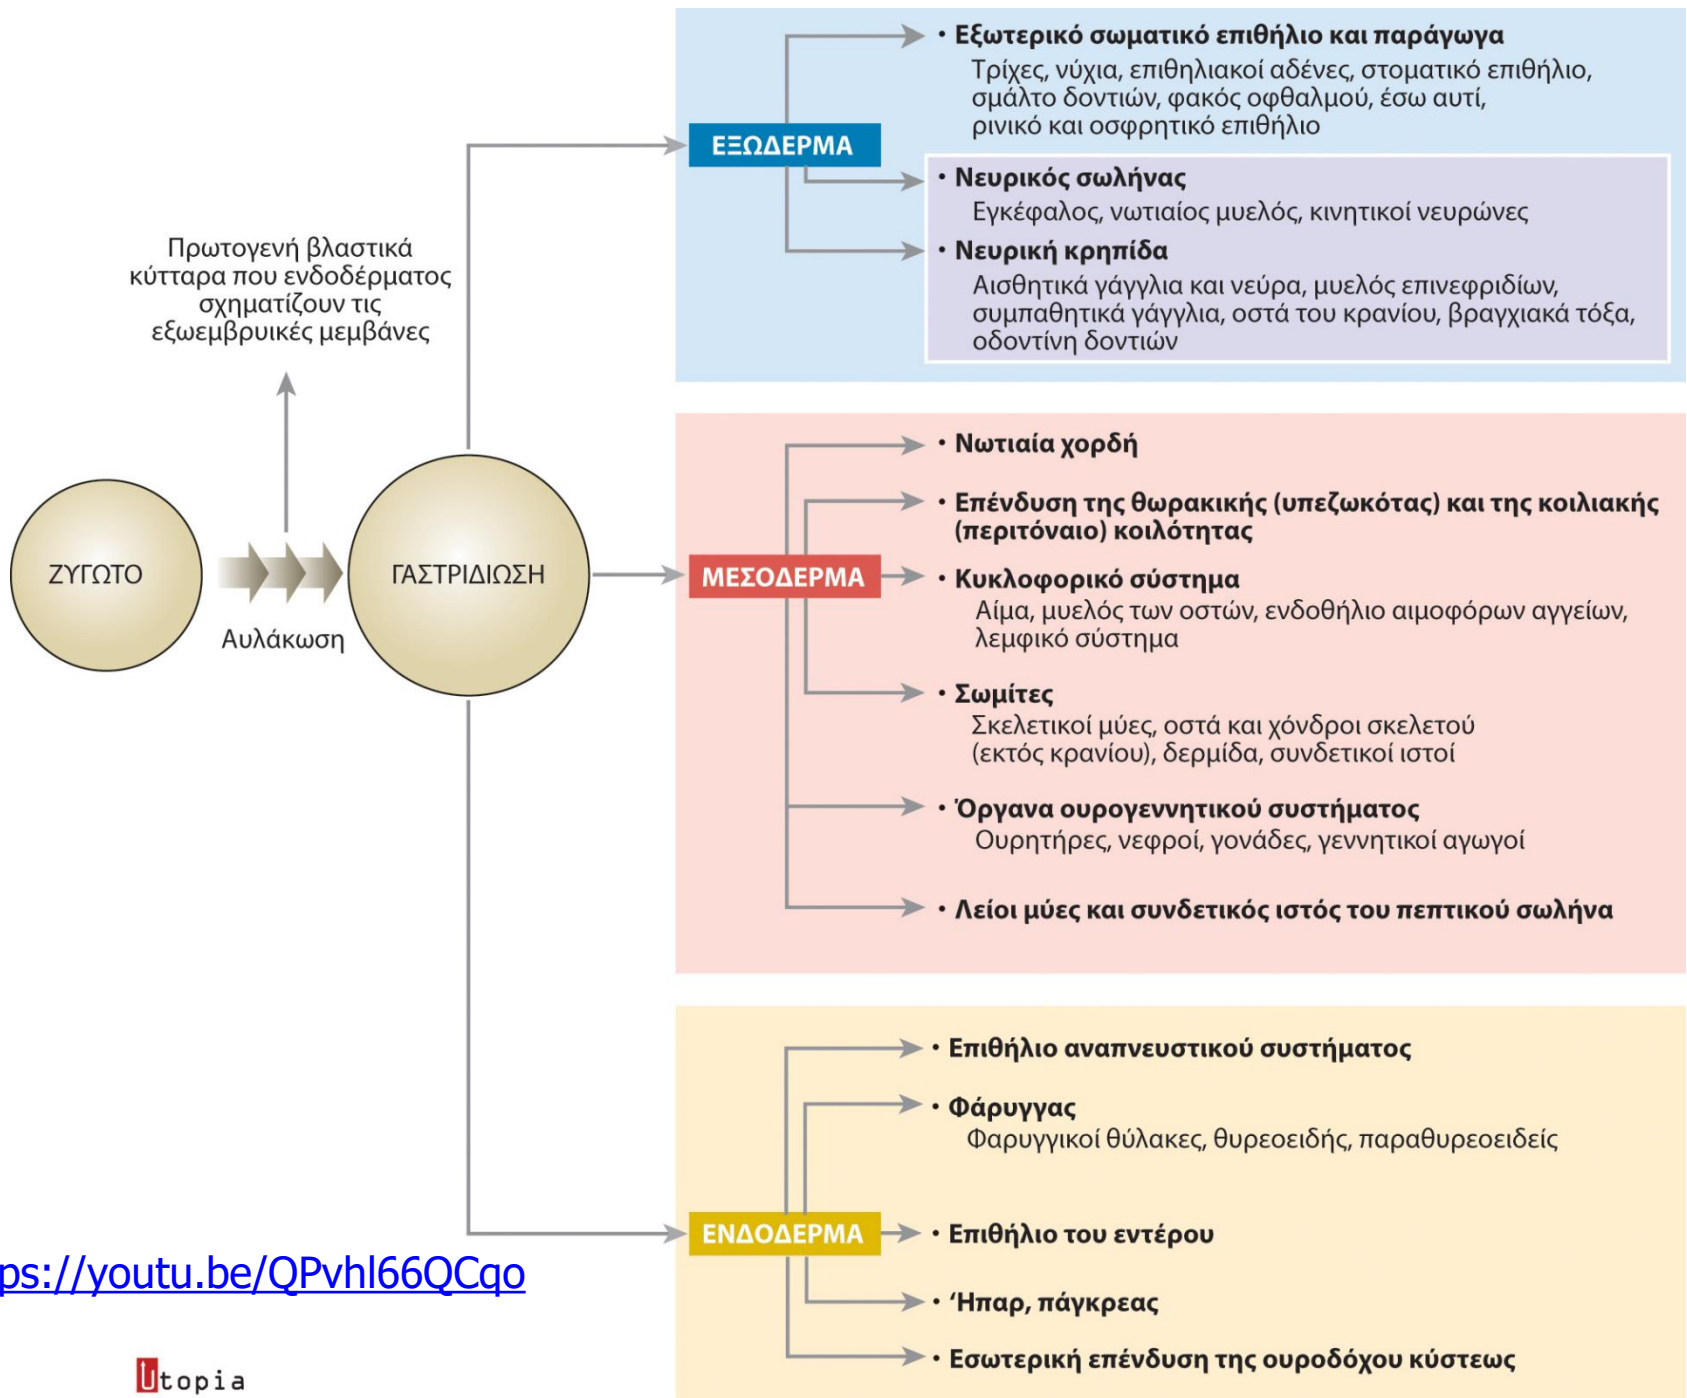 • Εξωτερικό σωματικό επιθήλιο και παράγωγα
Τρίχες, νύχια, επιθηλιακοί αδένες, στοματικό επιθήλιο,
σμάλτο δοντιών, φακός οφθαλμού, έσω αυτί,
ρινικό και οσφρητικό επιθήλιο
ΕΞΩΔΕΡΜΑ
• Νευρικός σωλήνας
Εγκέφαλος, νωτιαίος μυελός, κινητικοί νευρώνες
• Νευρική κρηπίδα
Αισθητικά γάγγλια και νεύρα, μυελός επινεφριδίων,
συμπαθητικά γάγγλια, οστά του κρανίου, βραγχιακά τόξα,
οδοντίνη δοντιών
Πρωτογενή βλαστικά
κύτταρα που ενδοδέρματος
σχηματίζουν τις
εξωεμβρυικές μεμβάνες
ΖΥΓΩΤΟ
Αυλάκωση
ΓΑΣΤΡΙΔΙΩΣΗ
ΜΕΣΟΔΕΡΜΑ
• Νωτιαία χορδή
• Επένδυση της θωρακικής (υπεζωκότας) και της κοιλιακής
(περιτόναιο) κοιλότητας
• Κυκλοφορικό σύστημα
Αίμα, μυελός των οστών, ενδοθήλιο αιμοφόρων αγγείων,
λεμφικό σύστημα
• Σωμίτες
Σκελετικοί μύες, οστά και χόνδροι σκελετού
(εκτός κρανίου), δερμίδα, συνδετικοί ιστοί
• Όργανα ουρογεννητικού συστήματος
Ουρητήρες, νεφροί, γονάδες, γεννητικοί αγωγοί
• Λείοι μύες και συνδετικός ιστός του πεπτικού σωλήνα
• Επιθήλιο αναπνευστικού συστήματος
• Φάρυγγας
Φαρυγγικοί θύλακες, θυρεοειδής, παραθυρεοειδείς
ΕΝΔΟΔΕΡΜΑ
• Επιθήλιο του εντέρου
• ‘Ηπαρ, πάγκρεας
• Εσωτερική επένδυση της ουροδόχου κύστεως
ps://youtu.be/QPvhl66QCqo
Utopia